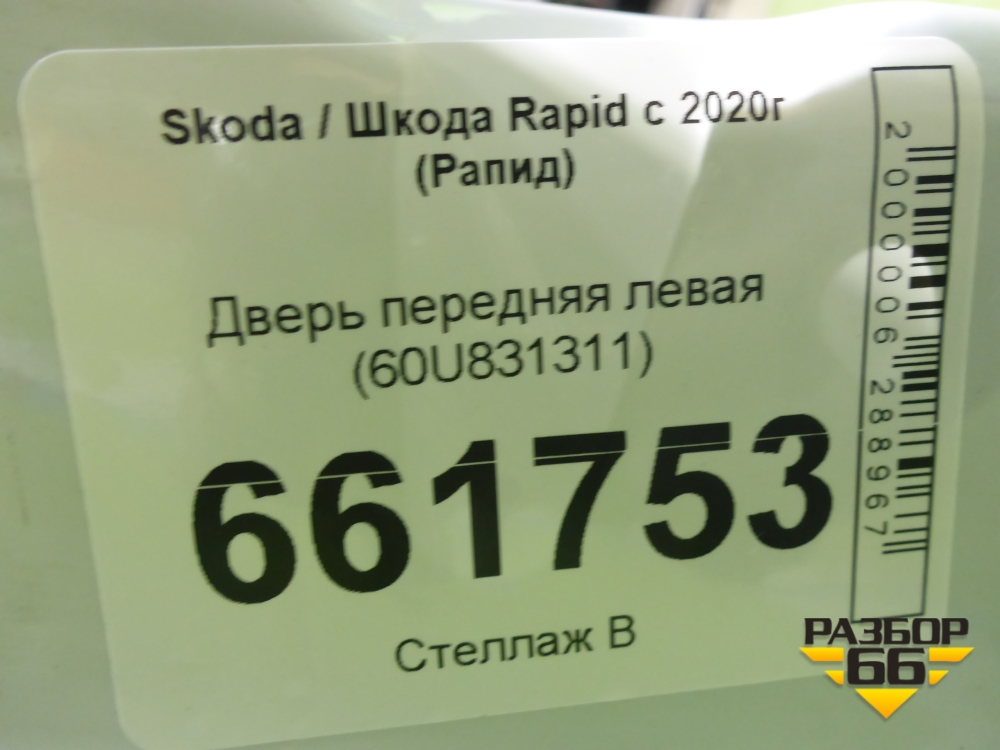 Skoda / Шкода Rapid с 2020г
(Рапид)
Дверь передняя левая
(60U831311)
661753
Стеллаж В
2000006288967
РАЗБОР
66